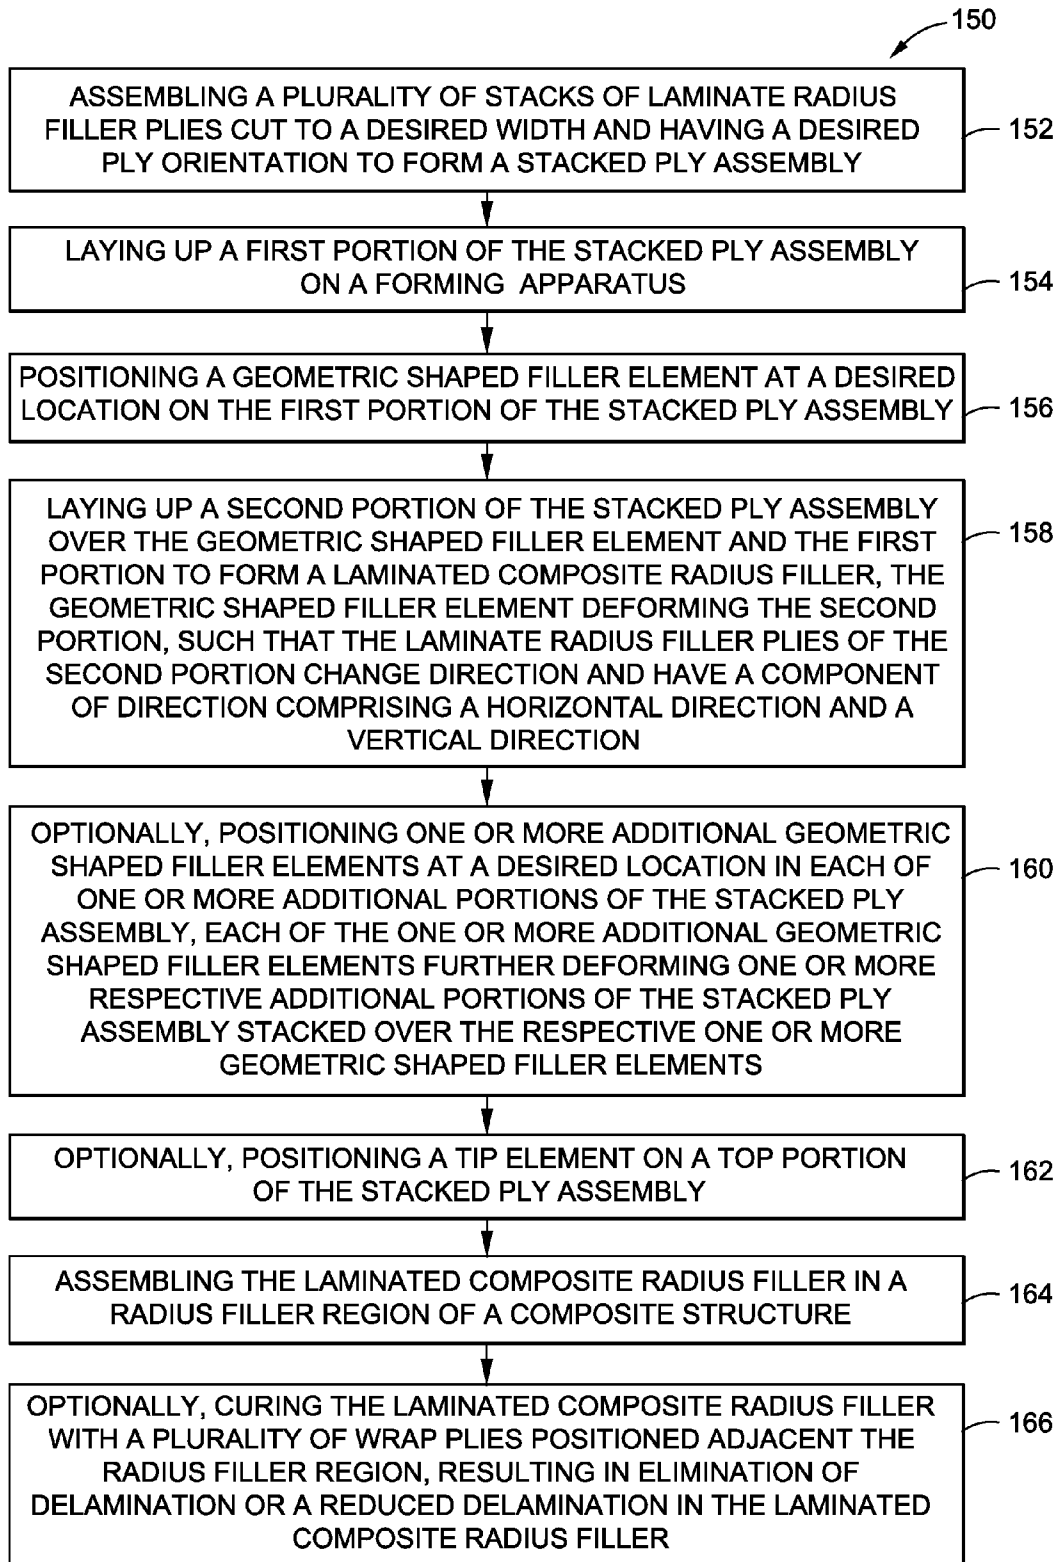 150
ASSEMBLING A PLURALITY OF STACKS OF LAMINATE RADIUS
FILLER PLIES CUT TO A DESIRED WIDTH AND HAVING A DESIRED
PLY ORIENTATION TO FORM A STACKED PLY ASSEMBLY
152
LAYING UP A FIRST PORTION OF THE STACKED PLY ASSEMBLY
ON A FORMING APPARATUS
154
POSITIONING A GEOMETRIC SHAPED FILLER ELEMENT AT A DESIRED
LOCATION ON THE FIRST PORTION OF THE STACKED PLY ASSEMBLY
156
LAYING UP A SECOND PORTION OF THE STACKED PLY ASSEMBLY
OVER THE GEOMETRIC SHAPED FILLER ELEMENT AND THE FIRST
PORTION TO FORM A LAMINATED COMPOSITE RADIUS FILLER, THE
GEOMETRIC SHAPED FILLER ELEMENT DEFORMING THE SECOND
PORTION, SUCH THAT THE LAMINATE RADIUS FILLER PLIES OF THE
SECOND PORTION CHANGE DIRECTION AND HAVE A COMPONENT
OF DIRECTION COMPRISING A HORIZONTAL DIRECTION AND A
VERTICAL DIRECTION
158
OPTIONALLY, POSITIONING ONE OR MORE ADDITIONAL GEOMETRIC
SHAPED FILLER ELEMENTS AT A DESIRED LOCATION IN EACH OF
ONE OR MORE ADDITIONAL PORTIONS OF THE STACKED PLY
ASSEMBLY, EACH OF THE ONE OR MORE ADDITIONAL GEOMETRIC
SHAPED FILLER ELEMENTS FURTHER DEFORMING ONE OR MORE
RESPECTIVE ADDITIONAL PORTIONS OF THE STACKED PLY
ASSEMBLY STACKED OVER THE RESPECTIVE ONE OR MORE
GEOMETRIC SHAPED FILLER ELEMENTS
160
OPTIONALLY, POSITIONING A TIP ELEMENT ON A TOP PORTION
OF THE STACKED PLY ASSEMBLY
162
ASSEMBLING THE LAMINATED COMPOSITE RADIUS FILLER IN A
RADIUS FILLER REGION OF A COMPOSITE STRUCTURE
164
OPTIONALLY, CURING THE LAMINATED COMPOSITE RADIUS FILLER
WITH A PLURALITY OF WRAP PLIES POSITIONED ADJACENT THE
RADIUS FILLER REGION, RESULTING IN ELIMINATION OF
DELAMINATION OR A REDUCED DELAMINATION IN THE LAMINATED
COMPOSITE RADIUS FILLER
166